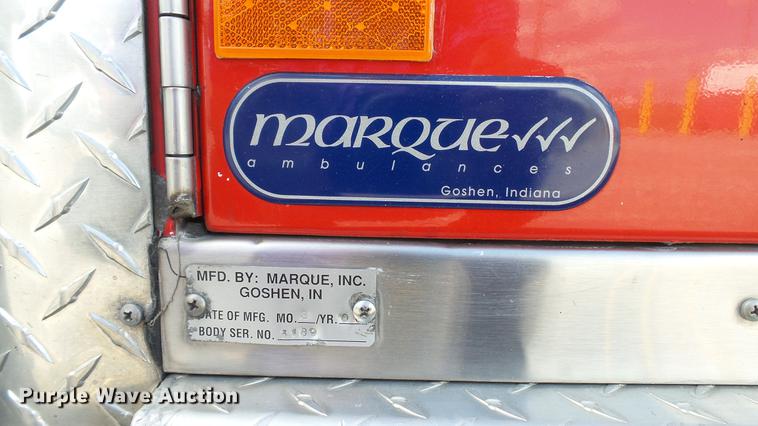 marque
ambulances
Goshen, Indiana
MFD. BY: MARQUE, INC.
GOSHEN, IN
DATE OF MFG. MO. /YR.
BODY SER. NO.
Purple Wave Auction